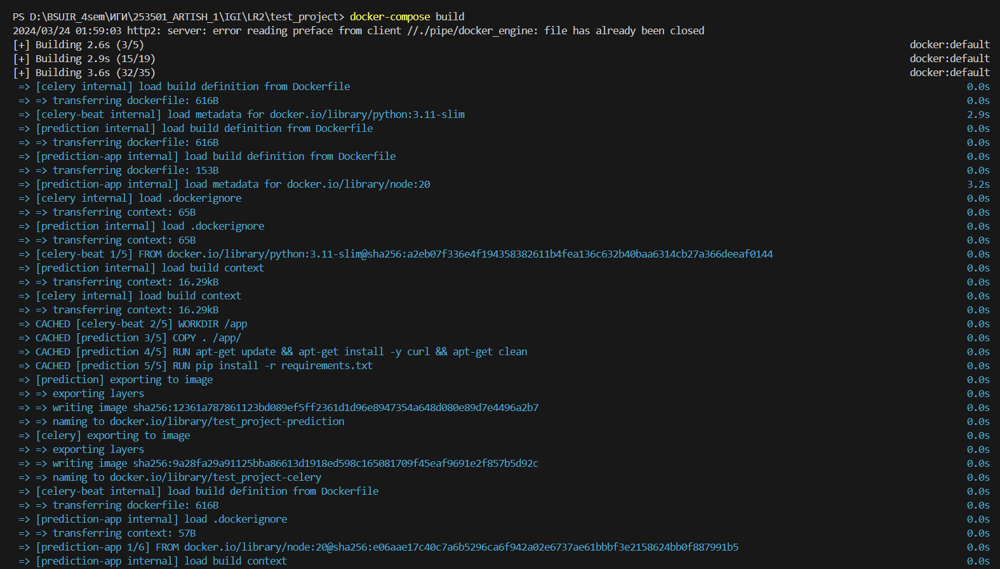 PS D:\BSUIR_4sem\ИГИ\253501_ARTISH_1\IGI\LR2\test_project> docker-compose build
2024/03/24 01:59:03 http2: server: error reading preface from client //./pipe/docker_engine: file has already been closed
[+] Building 2.6s (3/5) docker:default
[+] Building 2.9s (15/19) docker:default
[+] Building 3.6s (32/35) docker:default
=> [celery internal] load build definition from Dockerfile 0.0s
=> => transferring dockerfile: 616B 0.0s
=> [celery-beat internal] load metadata for docker.io/library/python:3.11-slim 2.9s
=> [prediction internal] load build definition from Dockerfile 0.0s
=> => transferring dockerfile: 616B 0.0s
=> [prediction-app internal] load build definition from Dockerfile 0.0s
=> => transferring dockerfile: 153B 0.0s
=> [prediction-app internal] load metadata for docker.io/library/node:20 3.2s
=> [celery internal] load .dockerignore 0.0s
=> => transferring context: 65B 0.0s
=> [prediction internal] load .dockerignore 0.0s
=> => transferring context: 65B 0.0s
=> [celery-beat 1/5] FROM docker.io/library/python:3.11-slim@sha256:a2eb07f336e4f194358382611b4fea136c632b40baa6314cb27a366deeaf0144 0.0s
=> [prediction internal] load build context 0.0s
=> => transferring context: 16.29kB 0.0s
=> [celery internal] load build context 0.0s
=> => transferring context: 16.29kB 0.0s
=> CACHED [celery-beat 2/5] WORKDIR /app 0.0s
=> CACHED [prediction 3/5] COPY . /app/ 0.0s
=> CACHED [prediction 4/5] RUN apt-get update && apt-get install -y curl && apt-get clean 0.0s
=> CACHED [prediction 5/5] RUN pip install -r requirements.txt 0.0s
=> [prediction] exporting to image 0.0s
=> => exporting layers 0.0s
=> => writing image sha256:12361a787861123bd089ef5ff2361d1d96e8947354a648d080e89d7e4496a2b7 0.0s
=> => naming to docker.io/library/test_project-prediction 0.0s
=> [celery] exporting to image 0.0s
=> => exporting layers 0.0s
=> => writing image sha256:9a28fa29a91125bba86613d1918ed598c165081709f45eaf9691e2f857b5d92c 0.0s
=> => naming to docker.io/library/test_project-celery 0.0s
=> [celery-beat internal] load build definition from Dockerfile 0.0s
=> => transferring dockerfile: 616B 0.0s
=> [prediction-app internal] load .dockerignore 0.0s
=> => transferring context: 57B 0.0s
=> [prediction-app 1/6] FROM docker.io/library/node:20@sha256:e06aae17c40c7a6b5296ca6f942a02e6737ae61bbbf3e2158624bb0f887991b5 0.0s
=> [prediction-app internal] load build context 0.0s